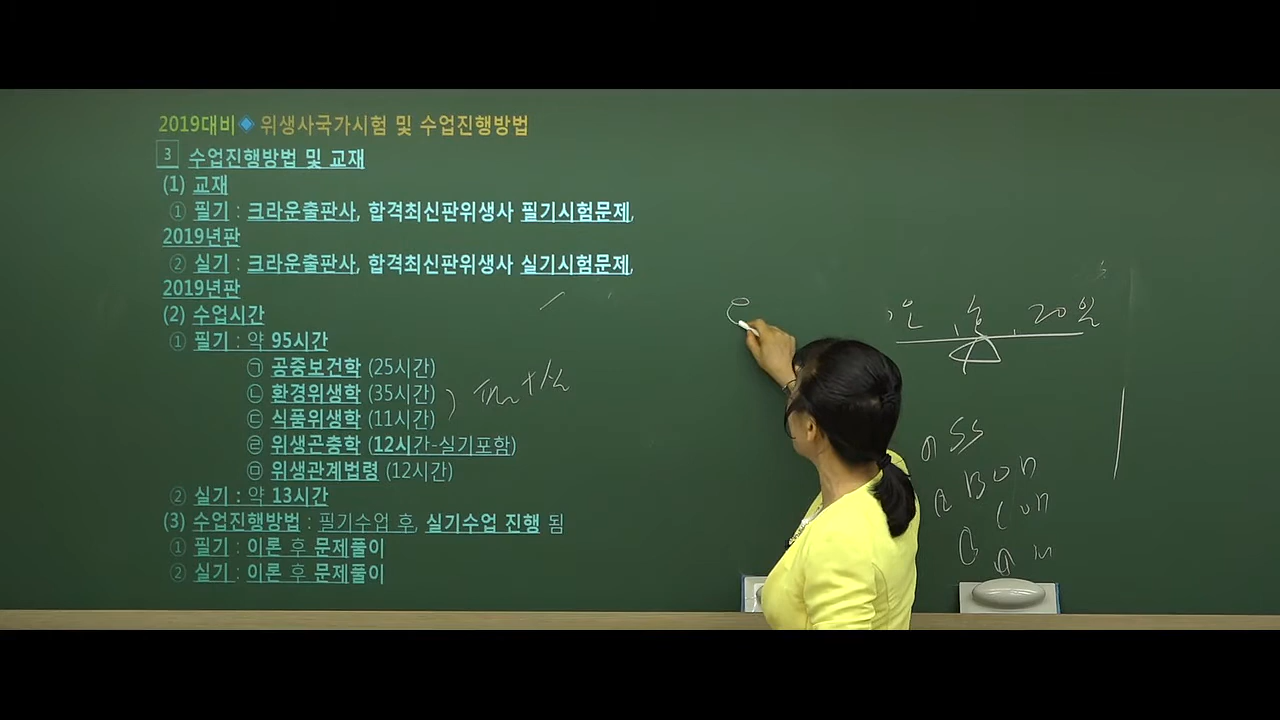 2019대비◆ 위생사국가시험 및 수업진행방법
3 수업진행방법 및 교재
(1) 교재
① 필기 : 크라운출판사, 합격최신판위생사 필기시험문제,
2019년판
② 실기 : 크라운출판사, 합격최신판위생사 실기시험문제,
2019년판
(2) 수업시간
① 필기 : 약 95시간
㉠ 공중보건학 (25시간)
㉡ 환경위생학 (35시간)
㉢ 식품위생학 (11시간)
㉣ 위생곤충학 (12시간-실기포함)
㉤ 위생관계법령 (12시간)
② 실기 : 약 13시간
(3) 수업진행방법 : 필기수업 후, 실기수업 진행 됨
① 필기 : 이론 후 문제풀이
② 실기 : 이론 후 문제풀이
20일